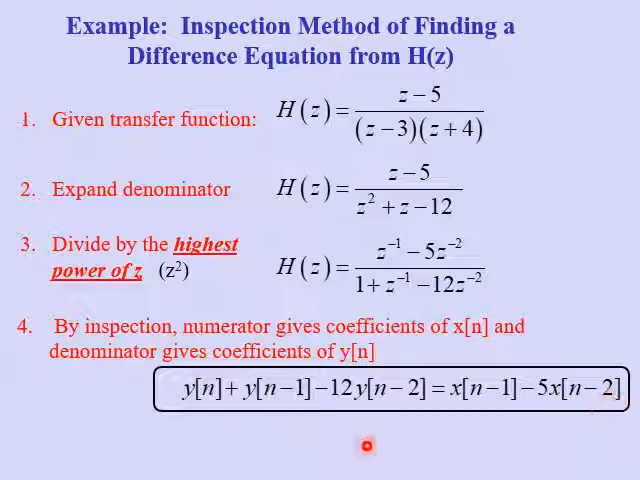 Example: Inspection Method of Finding a
Difference Equation from H(z)
1. Given transfer function: H(z) = (z − 5) / ((z − 3)(z + 4))
2. Expand denominator H(z) = (z − 5) / (z² + z − 12)
3. Divide by the highest
power of z (z²) H(z) = (z⁻¹ − 5z⁻²) / (1 + z⁻¹ − 12z⁻²)
4. By inspection, numerator gives coefficients of x[n] and
denominator gives coefficients of y[n]
y[n] + y[n − 1] − 12y[n − 2] = x[n − 1] − 5x[n − 2]